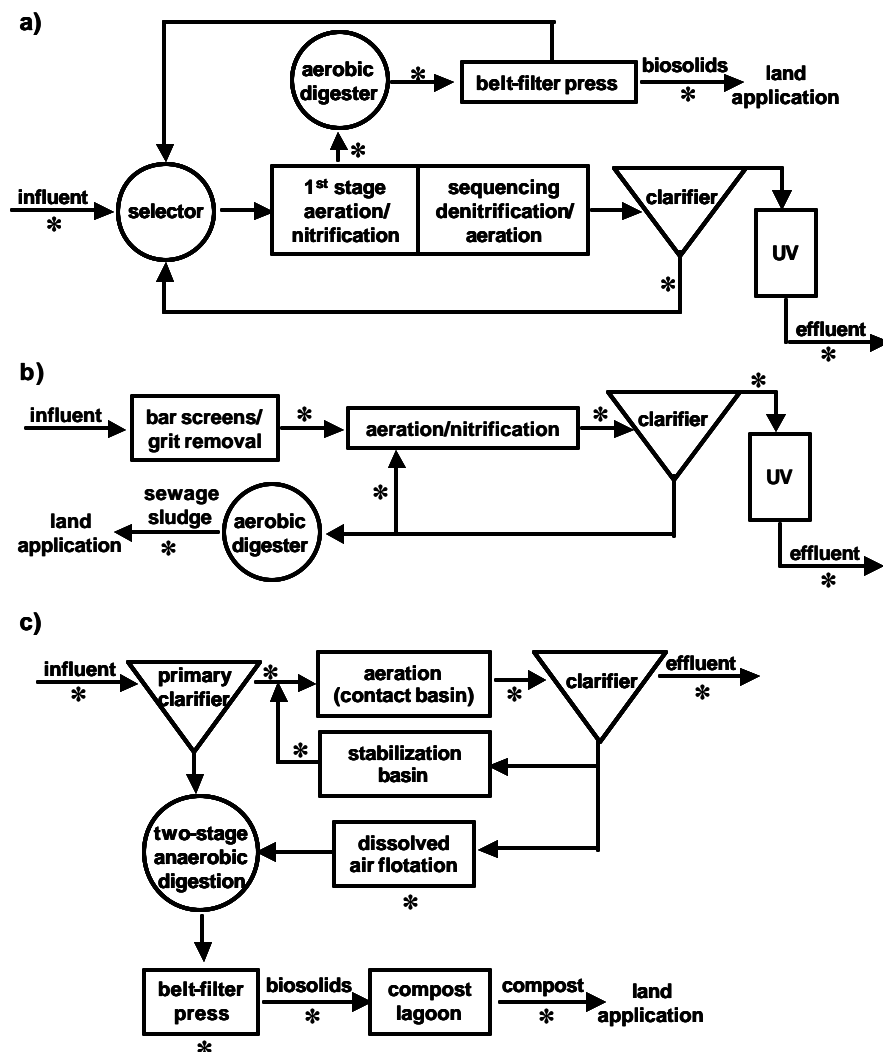 a)
aerobic
digester
*
belt-filter press
biosolids
*
land
application
*
influent
*
selector
1st stage
aeration/
nitrification
sequencing
denitrification/
aeration
clarifier
*
UV
effluent
*
b)
influent
bar screens/
grit removal
*
aeration/nitrification
*
clarifier
*
UV
effluent
*
*
aerobic
digester
sewage
sludge
*
land
application
c)
influent
*
primary
clarifier
*
aeration
(contact basin)
*
clarifier
effluent
*
*
stabilization
basin
two-stage
anaerobic
digestion
dissolved
air flotation
*
belt-filter
press
*
biosolids
*
compost
lagoon
compost
*
land
application